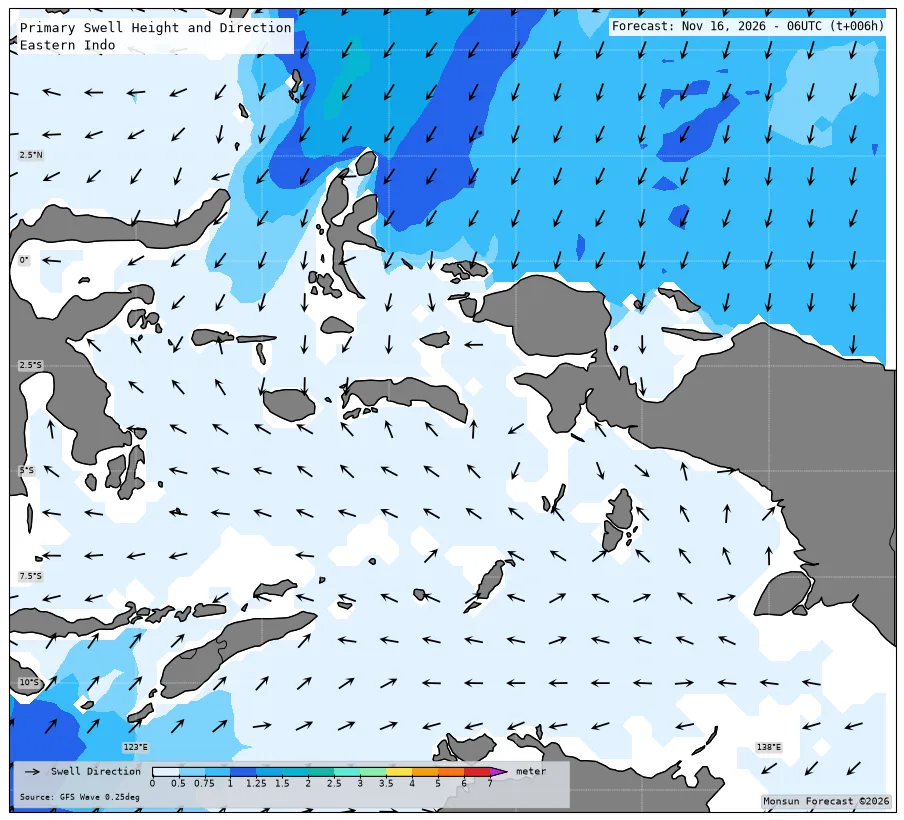 Primary Swell Height and Direction
Eastern Indo
Forecast: Nov 16, 2026 - 06UTC (t+006h)
2.5°N
0°
2.5°S
5°S
7.5°S
10°S
123°E
138°E
Swell Direction
meter
0 0.5 0.75 1 1.25 1.5 2 2.5 3 3.5 4 5 6 7
Source: GFS Wave 0.25deg
Monsun Forecast ©2026